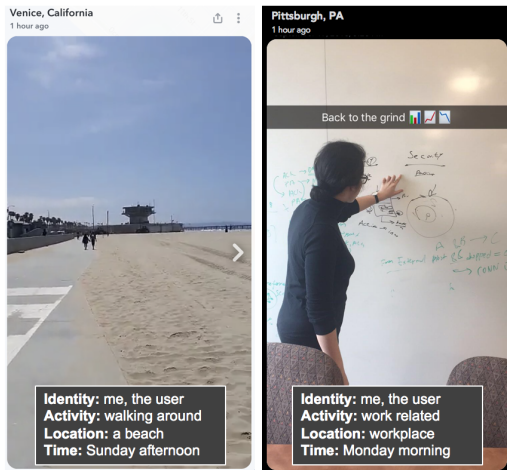 Venice, California
1 hour ago
Identity: me, the user
Activity: walking around
Location: a beach
Time: Sunday afternoon
Pittsburgh, PA
1 hour ago
Back to the grind 📊📈📉
Security
Identity: me, the user
Activity: work related
Location: workplace
Time: Monday morning